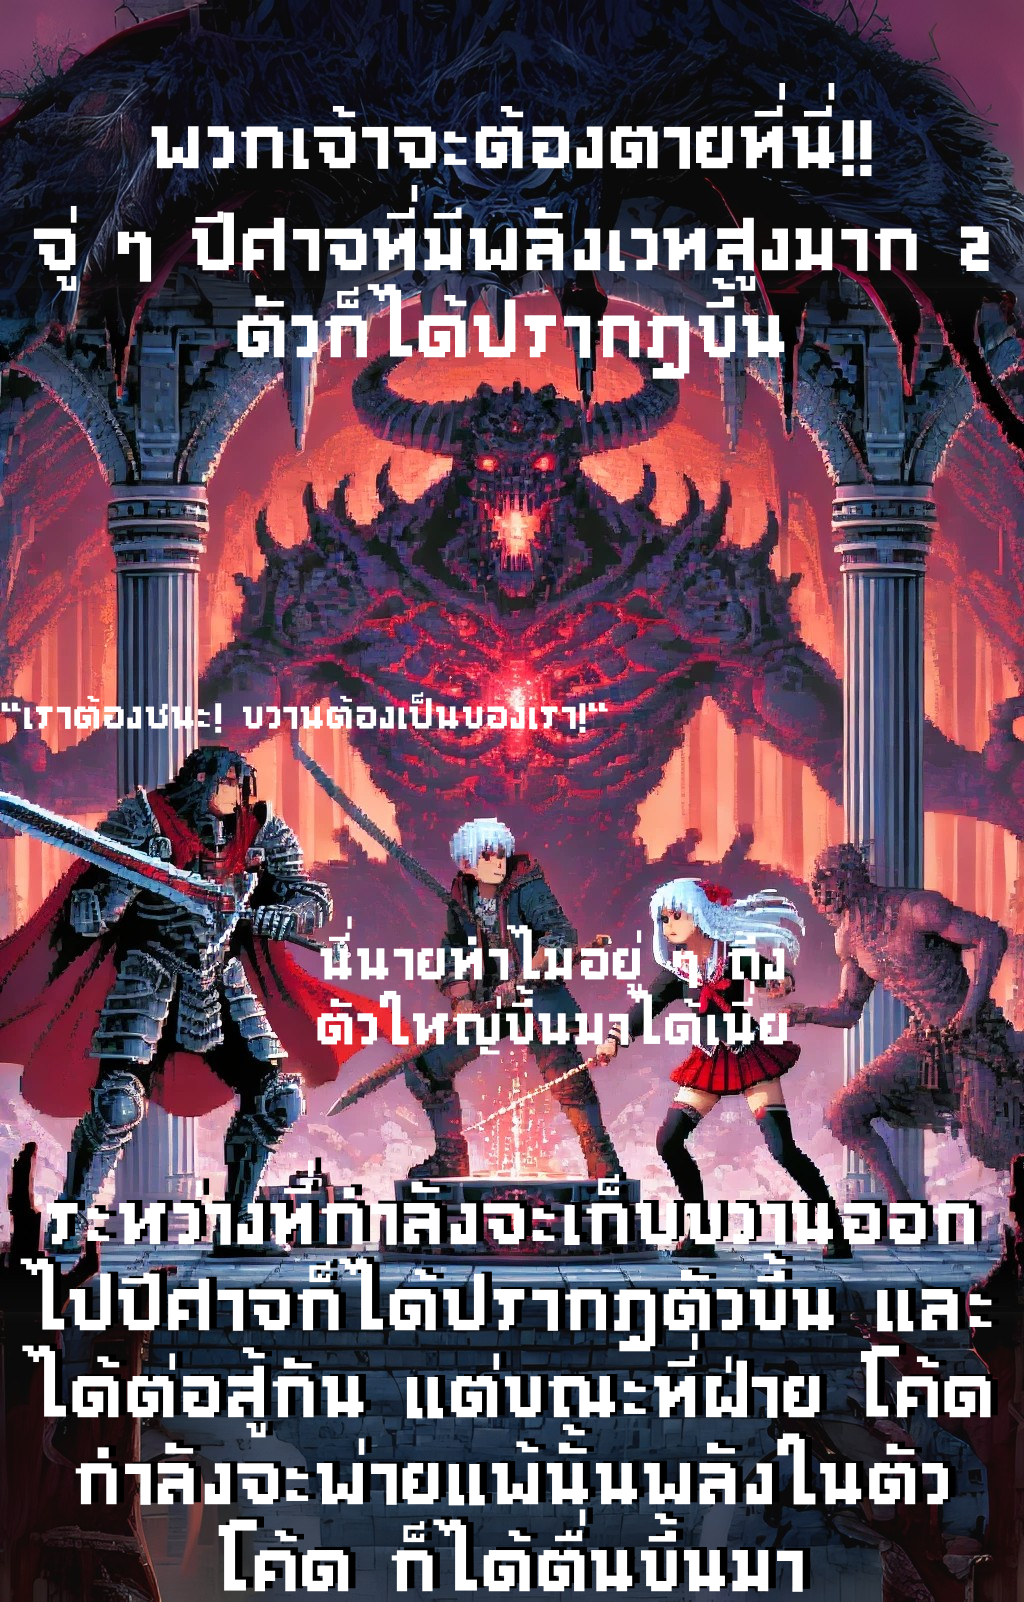 พวกเจ้าจะต้องตายที่นี่!!
จู่ ๆ ปีศาจที่มีพลังเวทสูงมาก 2
ตัวก็ได้ปรากฎขึ้น
"เราต้องชนะ! ขวานต้องเป็นของเรา!"
นี่นายทำไมอยู่ ๆ ถึง
ตัวใหญ่ขึ้นมาได้เนี่ย
ระหว่างที่กำลังจะเก็บขวานออก
ไปปีศาจก็ได้ปรากฎตัวขึ้น และ
ได้ต่อสู้กัน แต่ขณะที่ฝ่าย โค้ด
กำลังจะพ่ายแพ้นั้นพลังในตัว
โค้ด ก็ได้ตื่นขึ้นมา